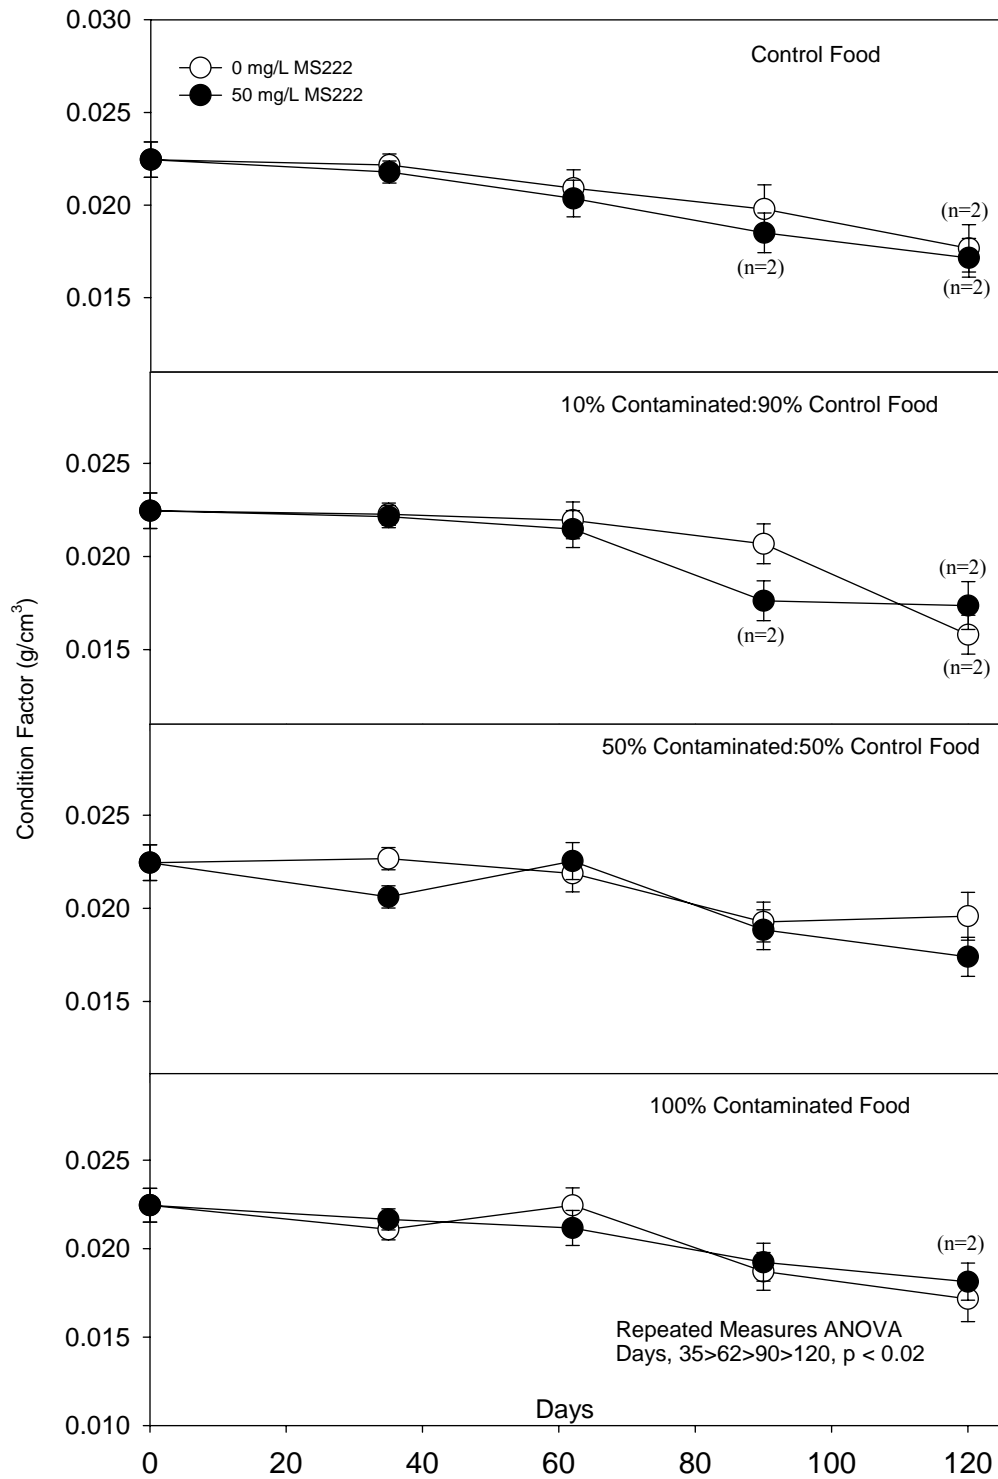 0.030
Control Food
0 mg/L MS222
50 mg/L MS222
0.025
0.020
(n=2)
(n=2)
(n=2)
0.015
10% Contaminated:90% Control Food
0.025
0.020
(n=2)
(n=2)
0.015
(n=2)
Condition Factor (g/cm³)
50% Contaminated:50% Control Food
0.025
0.020
0.015
100% Contaminated Food
0.025
0.020
(n=2)
0.015
Repeated Measures ANOVA
Days, 35>62>90>120, p < 0.02
Days
0.010
0 20 40 60 80 100 120